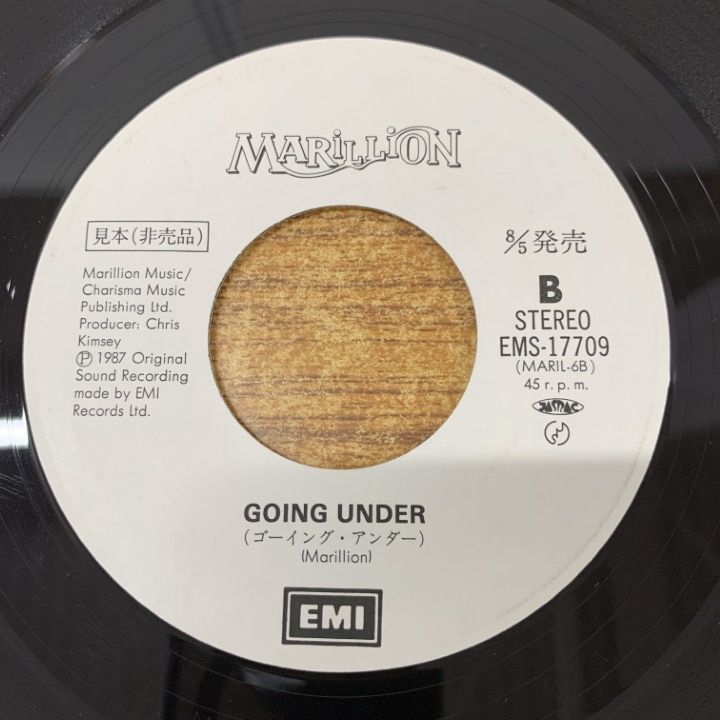 MARILLION
見本(非売品)
8/5発売
Marillion Music/
Charisma Music
Publishing Ltd.
Producer: Chris
Kimsey
Ⓟ1987 Original
Sound Recording
made by EMI
Records Ltd.
B
STEREO
EMS-17709
(MARIL-6B)
45 r. p. m.
JASRAC
GOING UNDER
(ゴーイング・アンダー)
(Marillion)
EMI